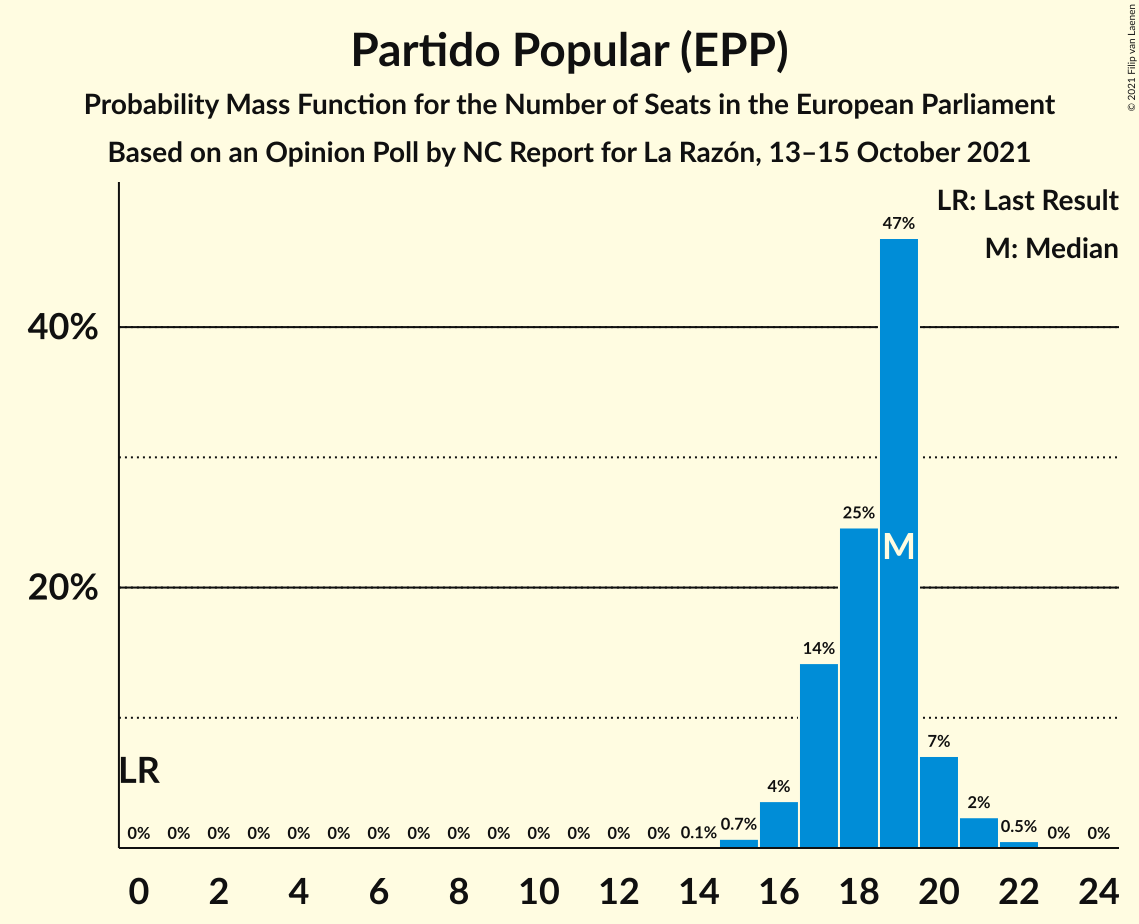 Partido Popular (EPP)
Probability Mass Function for the Number of Seats in the European Parliament
Based on an Opinion Poll by NC Report for La Razón, 13–15 October 2021
© 2021 Filip van Laenen
LR: Last Result
M: Median
47%
40%
25%
M
20%
14%
7%
LR
4%
2%
0% 0% 0% 0% 0% 0% 0% 0% 0% 0% 0% 0% 0% 0% 0.1% 0.7% 0.5% 0% 0%
0 2 4 6 8 10 12 14 16 18 20 22 24